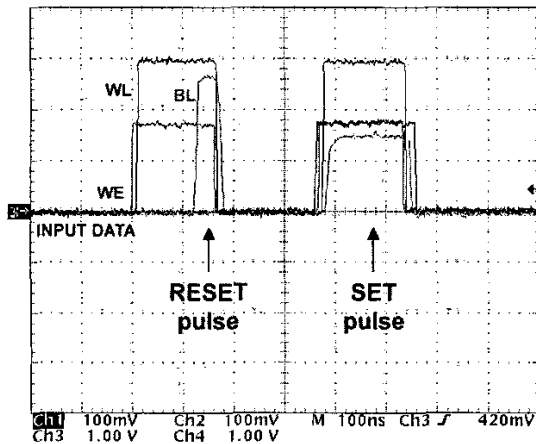 WL
BL
WE
3→
INPUT DATA
RESET
pulse
SET
pulse
Ch1 100mV Ch2 100mV M 100ns Ch3 ƒ 420mV
Ch3 1.00 V Ch4 1.00 V